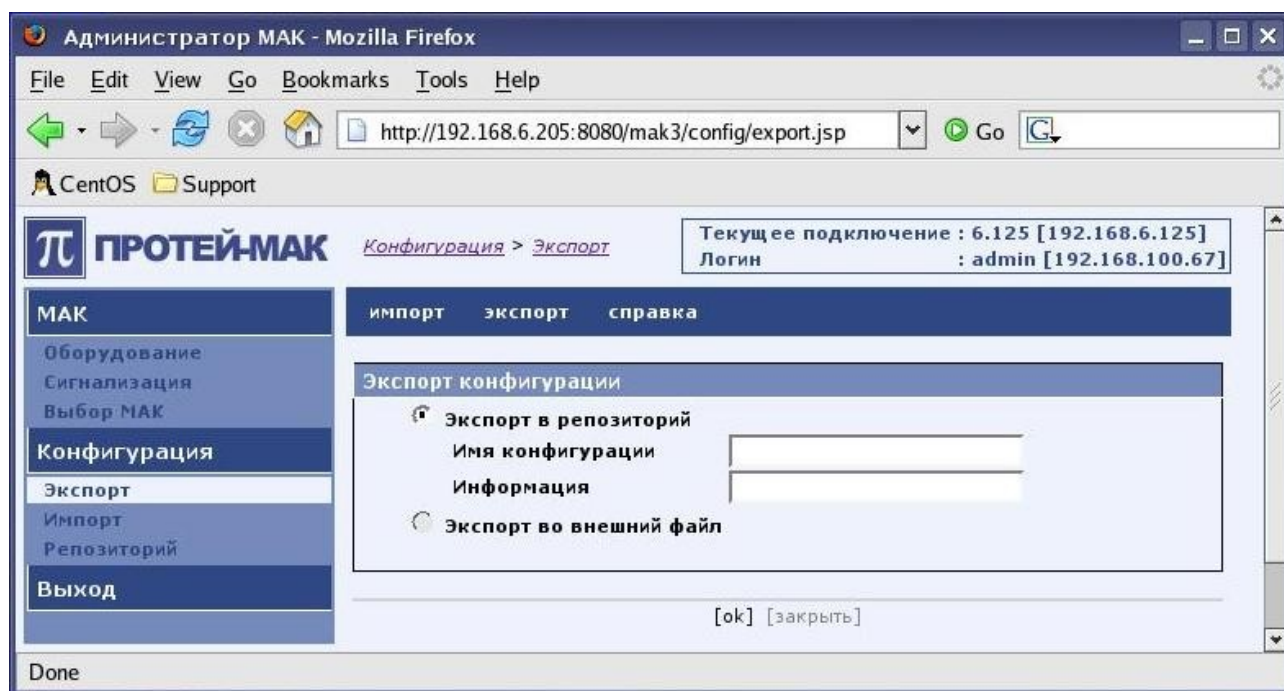 Администратор МАК - Mozilla Firefox
File Edit View Go Bookmarks Tools Help
http://192.168.6.205:8080/mak3/config/export.jsp Go G
CentOS Support
π ПРОТЕЙ-МАК
Конфигурация > Экспорт
Текущее подключение : 6.125 [192.168.6.125]
Логин : admin [192.168.100.67]
МАК
Оборудование
Сигнализация
Выбор МАК
Конфигурация
Экспорт
Импорт
Репозиторий
Выход
импорт экспорт справка
Экспорт конфигурации
Экспорт в репозиторий
Имя конфигурации
Информация
Экспорт во внешний файл
[ok] [закрыть]
Done